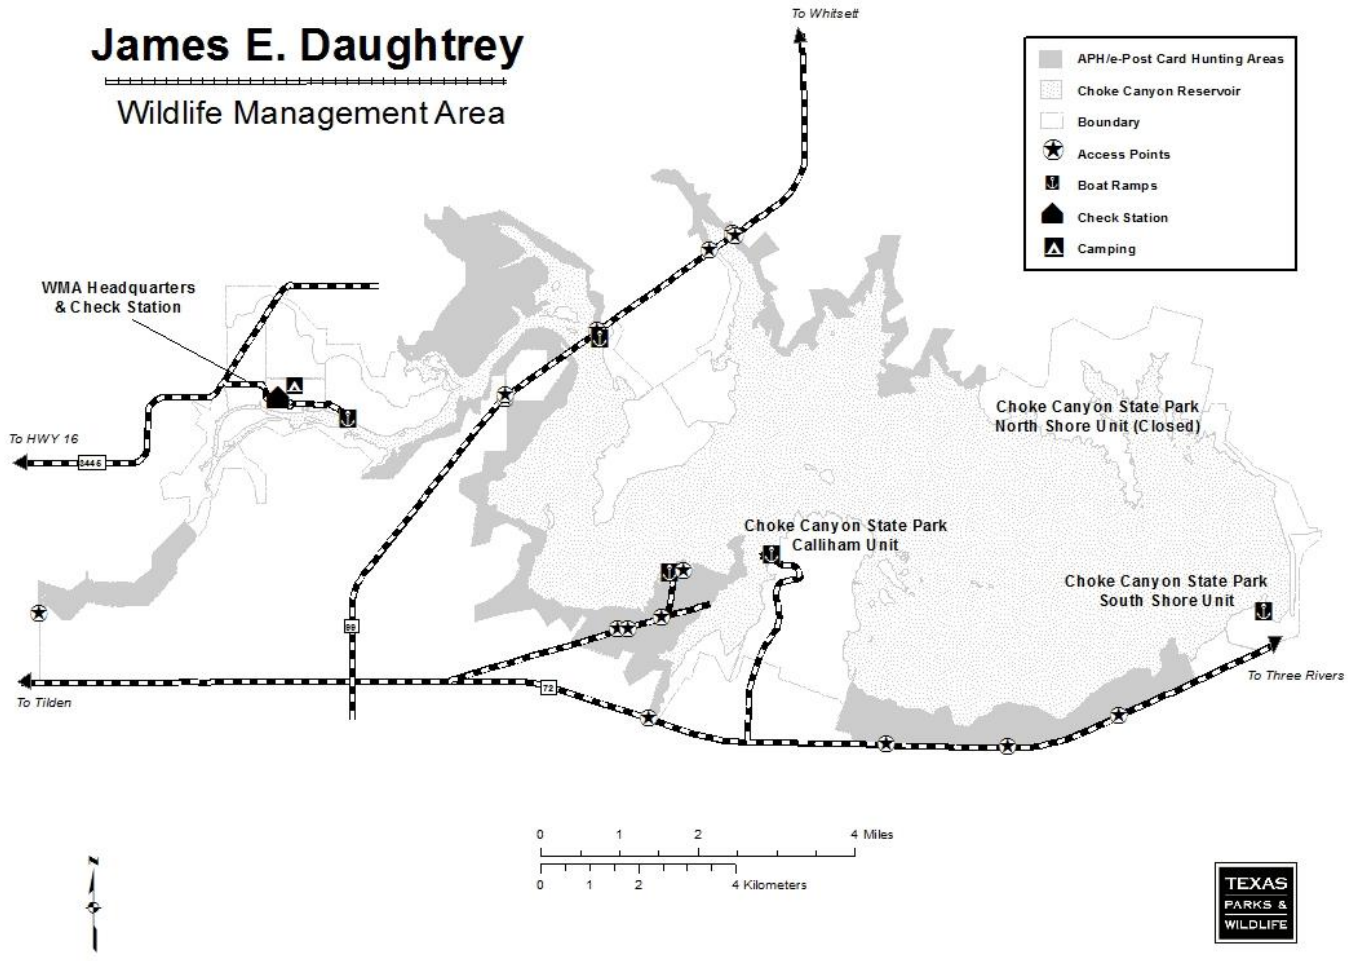 To Whitsett
James E. Daughtrey
Wildlife Management Area
APH/e-Post Card Hunting Areas
Choke Canyon Reservoir
Boundary
Access Points
Boat Ramps
Check Station
Camping
WMA Headquarters
& Check Station
To HWY 16
3445
Choke Canyon State Park
North Shore Unit (Closed)
Choke Canyon State Park
Calliham Unit
Choke Canyon State Park
South Shore Unit
99
72
To Tilden
To Three Rivers
0 1 2 4 Miles
0 1 2 4 Kilometers
N
TEXAS
PARKS &
WILDLIFE